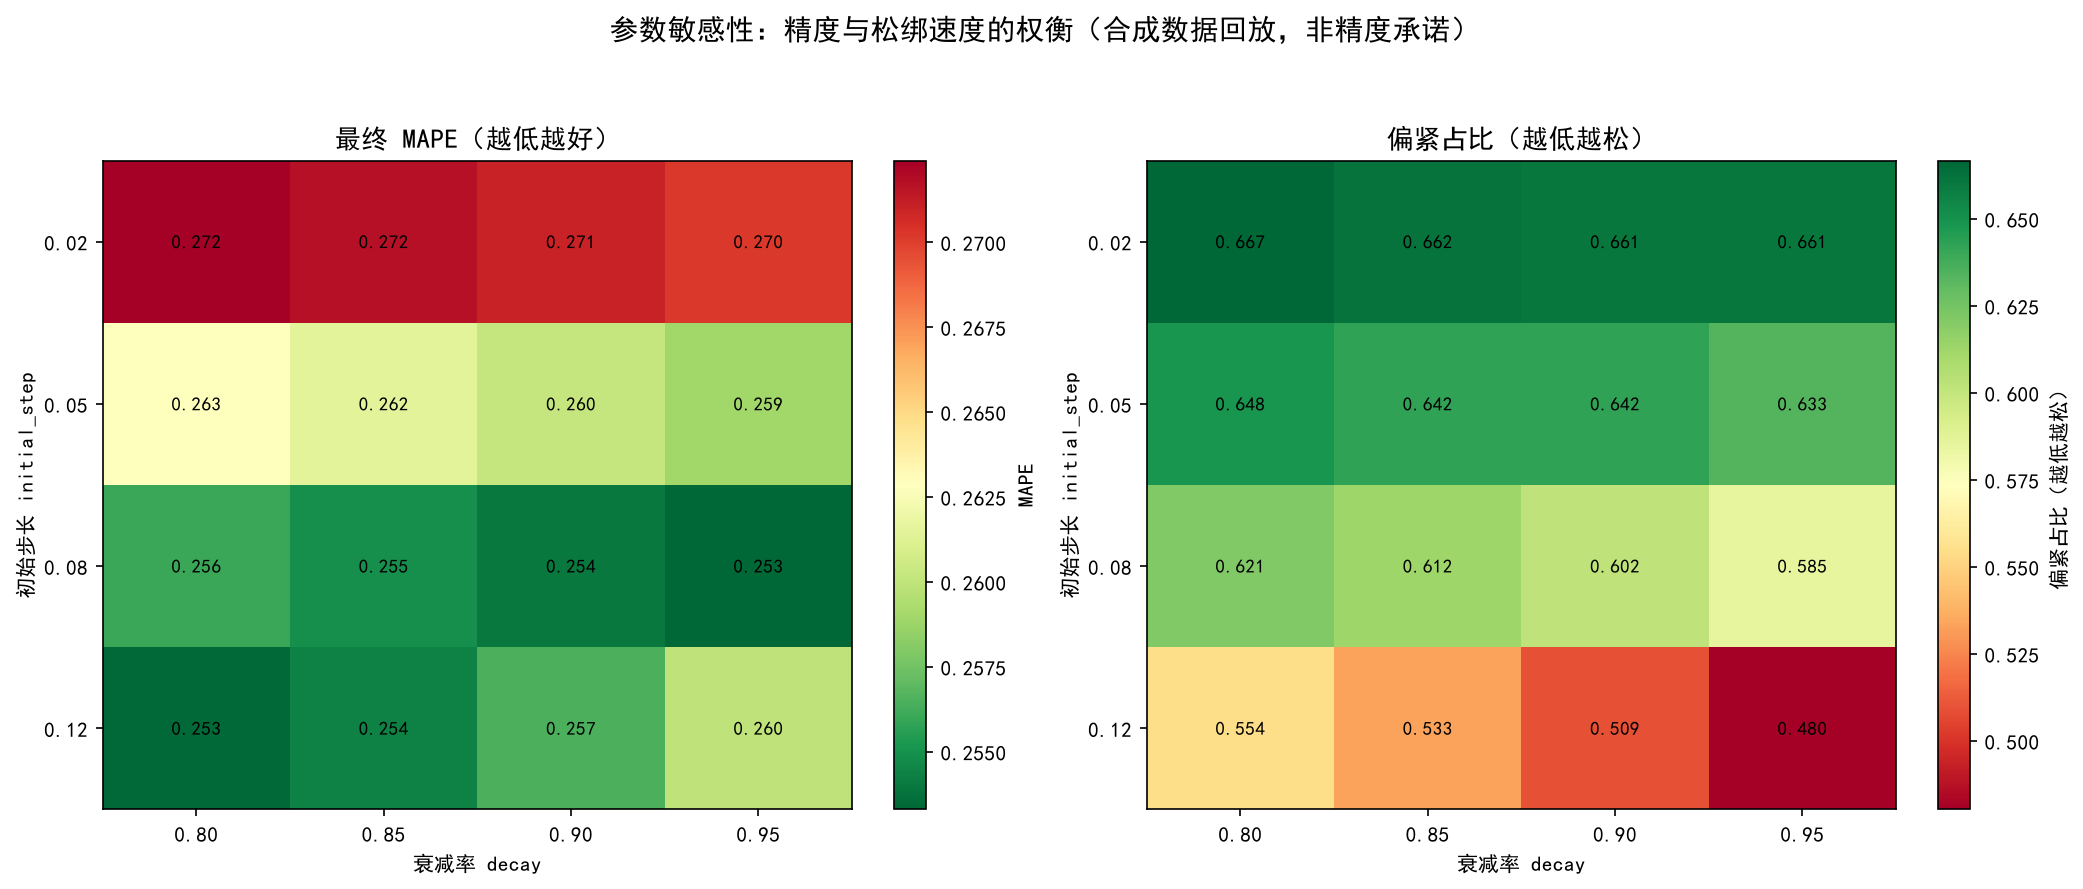 参数敏感性：精度与松绑速度的权衡（合成数据回放，非精度承诺）
最终 MAPE（越低越好）
初始步长 initial_step
0.02
0.272 0.272 0.271 0.270
0.05
0.263 0.262 0.260 0.259
0.08
0.256 0.255 0.254 0.253
0.12
0.253 0.254 0.257 0.260
0.80 0.85 0.90 0.95
衰减率 decay
0.2700
0.2675
0.2650
0.2625
0.2600
0.2575
0.2550
MAPE
偏紧占比（越低越松）
初始步长 initial_step
0.02
0.667 0.662 0.661 0.661
0.05
0.648 0.642 0.642 0.633
0.08
0.621 0.612 0.602 0.585
0.12
0.554 0.533 0.509 0.480
0.80 0.85 0.90 0.95
衰减率 decay
0.650
0.625
0.600
0.575
0.550
0.525
0.500
偏紧占比（越低越松）